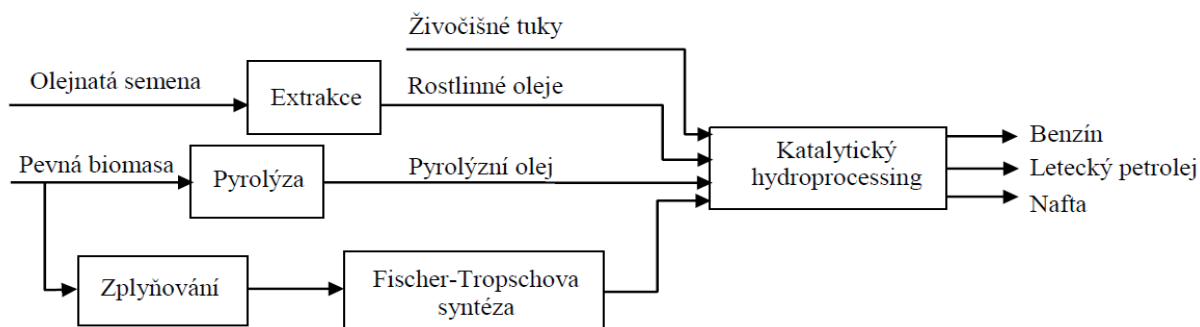 Živočišné tuky
Olejnatá semena
Extrakce
Rostlinné oleje
Pevná biomasa
Pyrolýza
Pyrolýzní olej
Katalytický
hydroprocessing
Benzín
Letecký petrolej
Nafta
Zplyňování
Fischer-Tropschova
syntéza